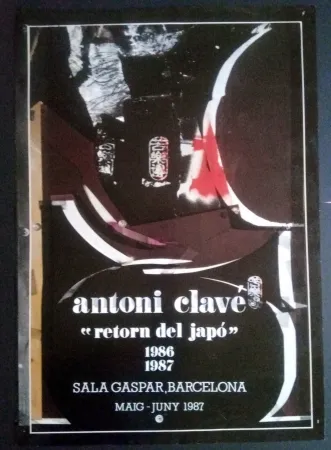 antoni clavé
“retorn del japó”
1986
1987
SALA GASPAR, BARCELONA
MAIG - JUNY 1987